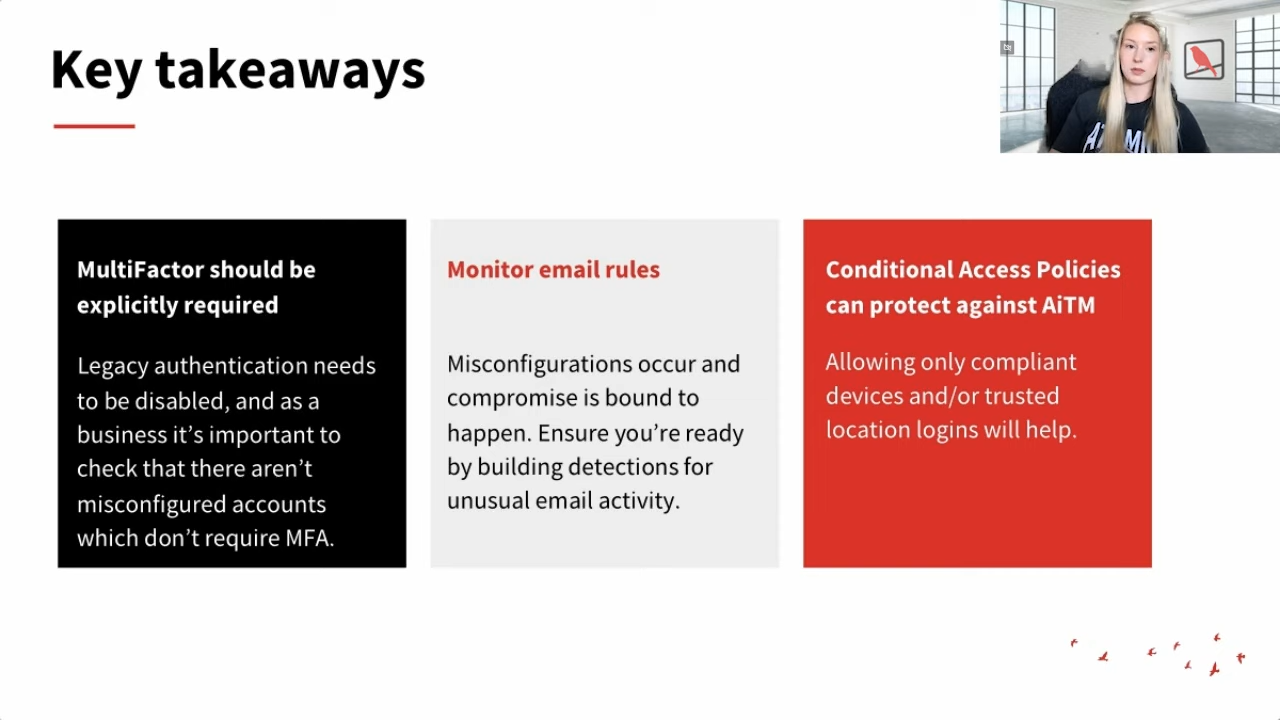 Key takeaways
MultiFactor should be
explicitly required
Legacy authentication needs
to be disabled, and as a
business it’s important to
check that there aren’t
misconfigured accounts
which don’t require MFA.
Monitor email rules
Misconfigurations occur and
compromise is bound to
happen. Ensure you’re ready
by building detections for
unusual email activity.
Conditional Access Policies
can protect against AiTM
Allowing only compliant
devices and/or trusted
location logins will help.